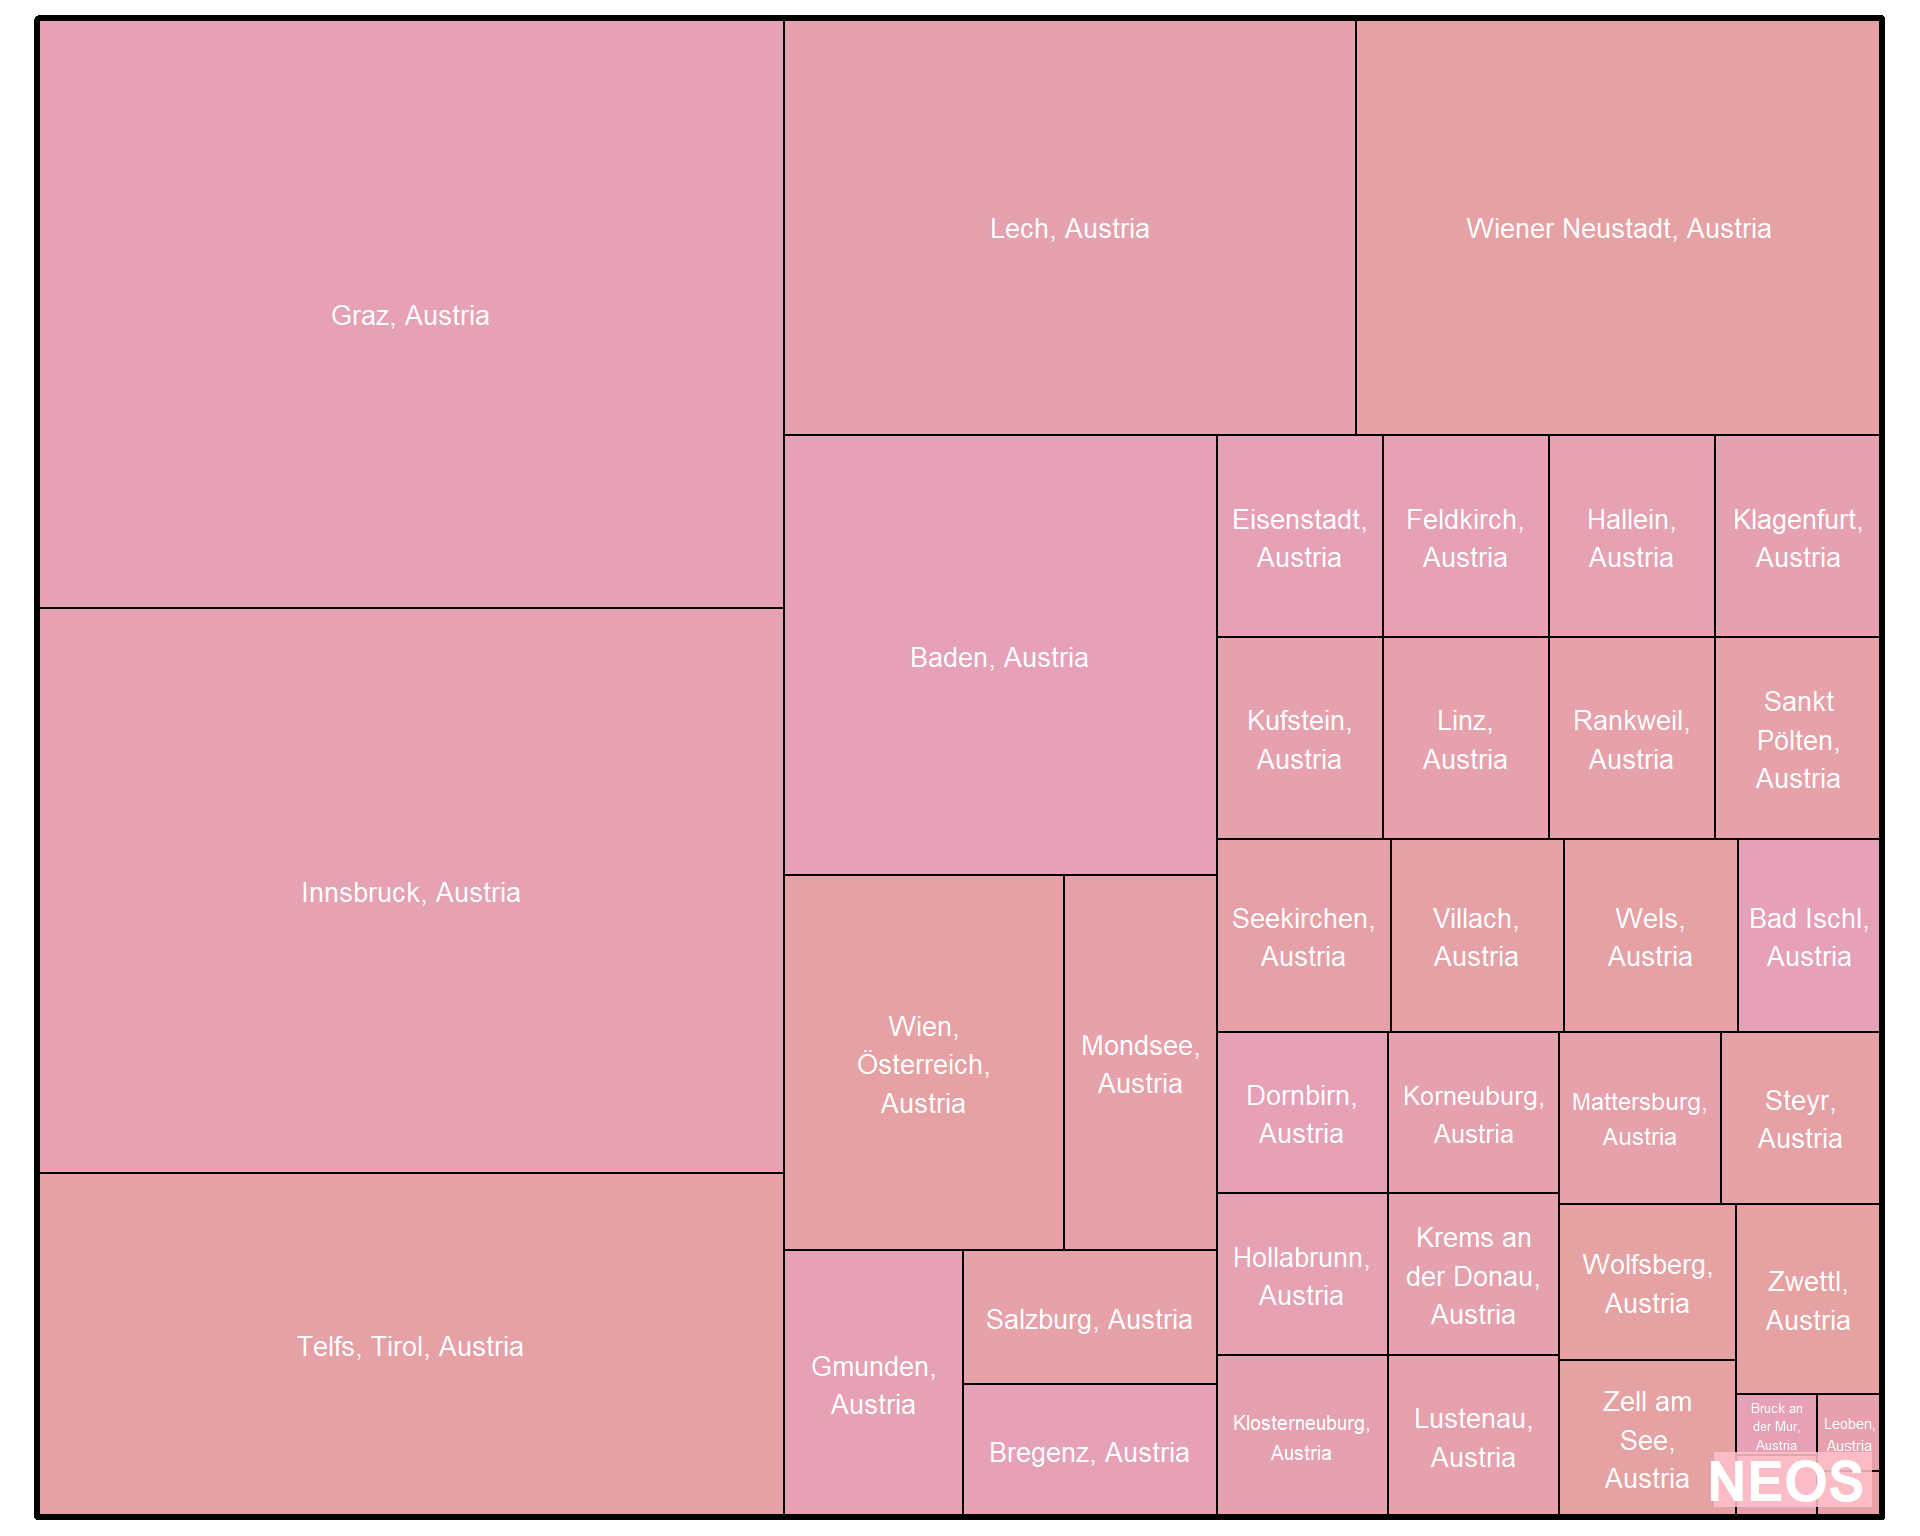 Graz, Austria
Innsbruck, Austria
Telfs, Tirol, Austria
Lech, Austria
Wiener Neustadt, Austria
Baden, Austria
Wien,
Österreich,
Austria
Mondsee,
Austria
Gmunden,
Austria
Salzburg, Austria
Bregenz, Austria
Eisenstadt,
Austria
Feldkirch,
Austria
Hallein,
Austria
Klagenfurt,
Austria
Kufstein,
Austria
Linz,
Austria
Rankweil,
Austria
Sankt
Pölten,
Austria
Seekirchen,
Austria
Villach,
Austria
Wels,
Austria
Bad Ischl,
Austria
Dornbirn,
Austria
Korneuburg,
Austria
Mattersburg,
Austria
Steyr,
Austria
Hollabrunn,
Austria
Krems an
der Donau,
Austria
Wolfsberg,
Austria
Zwettl,
Austria
Klosterneuburg,
Austria
Lustenau,
Austria
Zell am
See,
Austria
Bruck an
der Mur,
Austria
Leoben,
Austria
NEOS